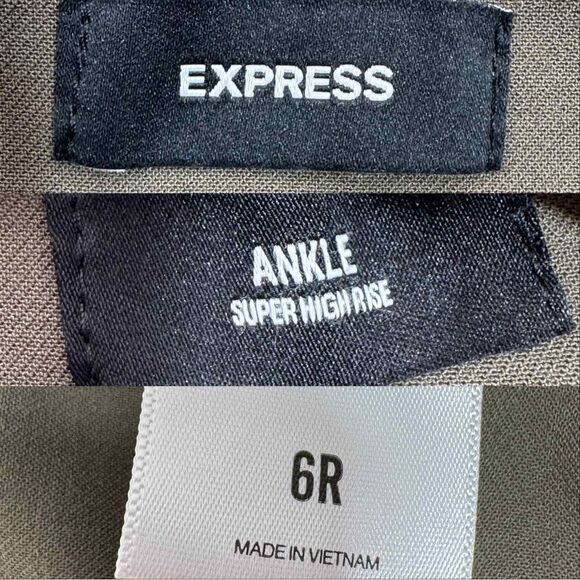 EXPRESS
ANKLE
SUPER HIGH RISE
6R
MADE IN VIETNAM